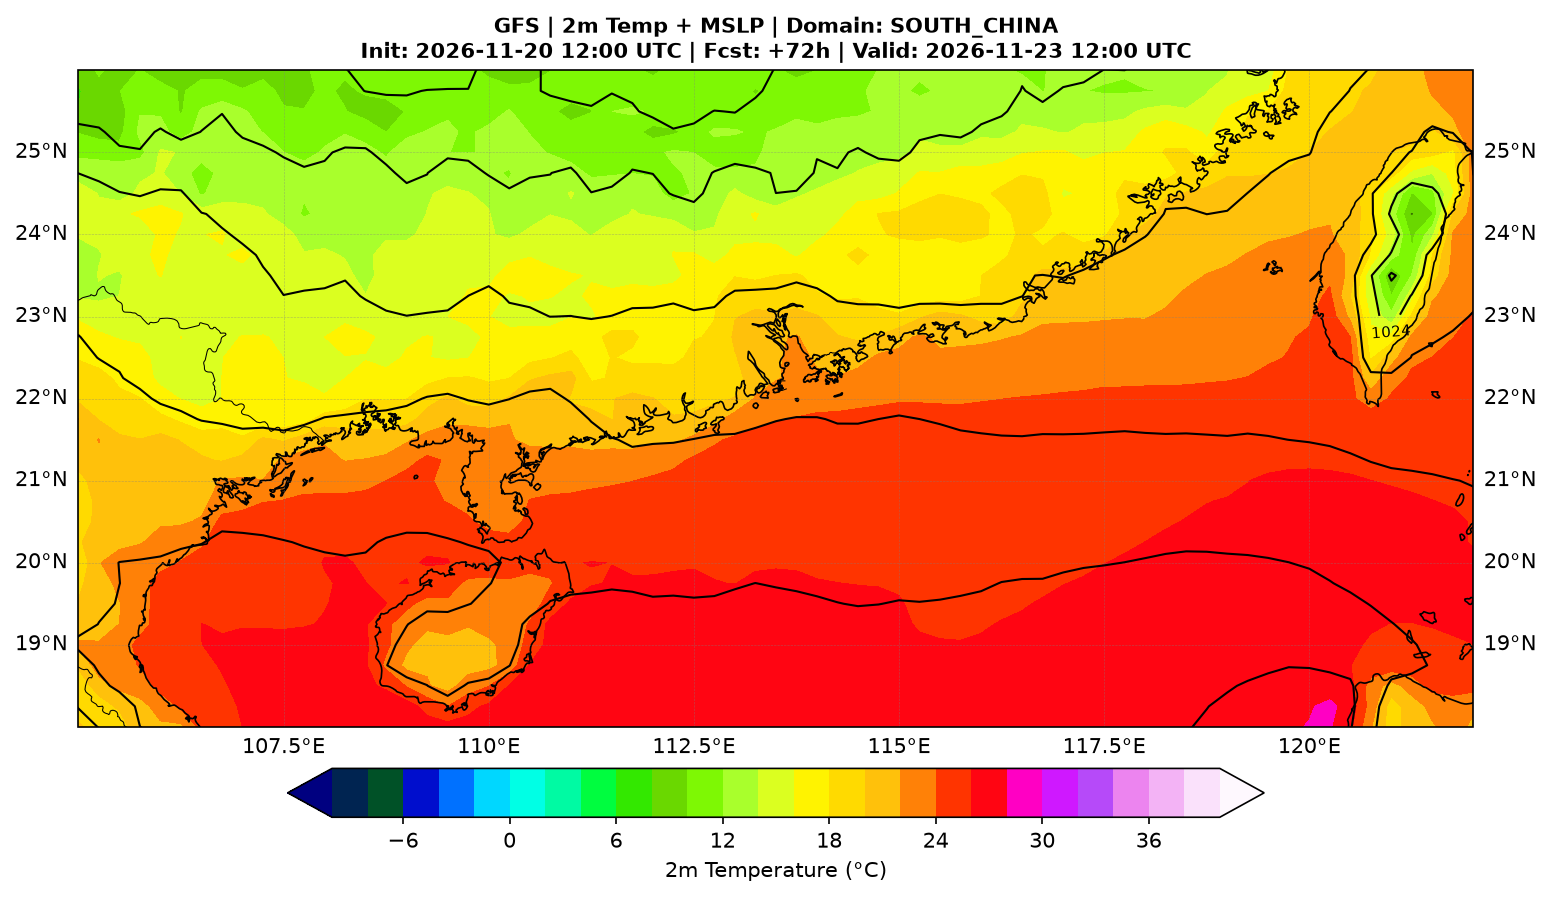 GFS | 2m Temp + MSLP | Domain: SOUTH_CHINA
Init: 2026-11-20 12:00 UTC | Fcst: +72h | Valid: 2026-11-23 12:00 UTC
25°N 25°N
24°N 24°N
23°N 23°N
1024
22°N 22°N
21°N 21°N
20°N 20°N
19°N 19°N
107.5°E 110°E 112.5°E 115°E 117.5°E 120°E
−6 0 6 12 18 24 30 36
2m Temperature (°C)